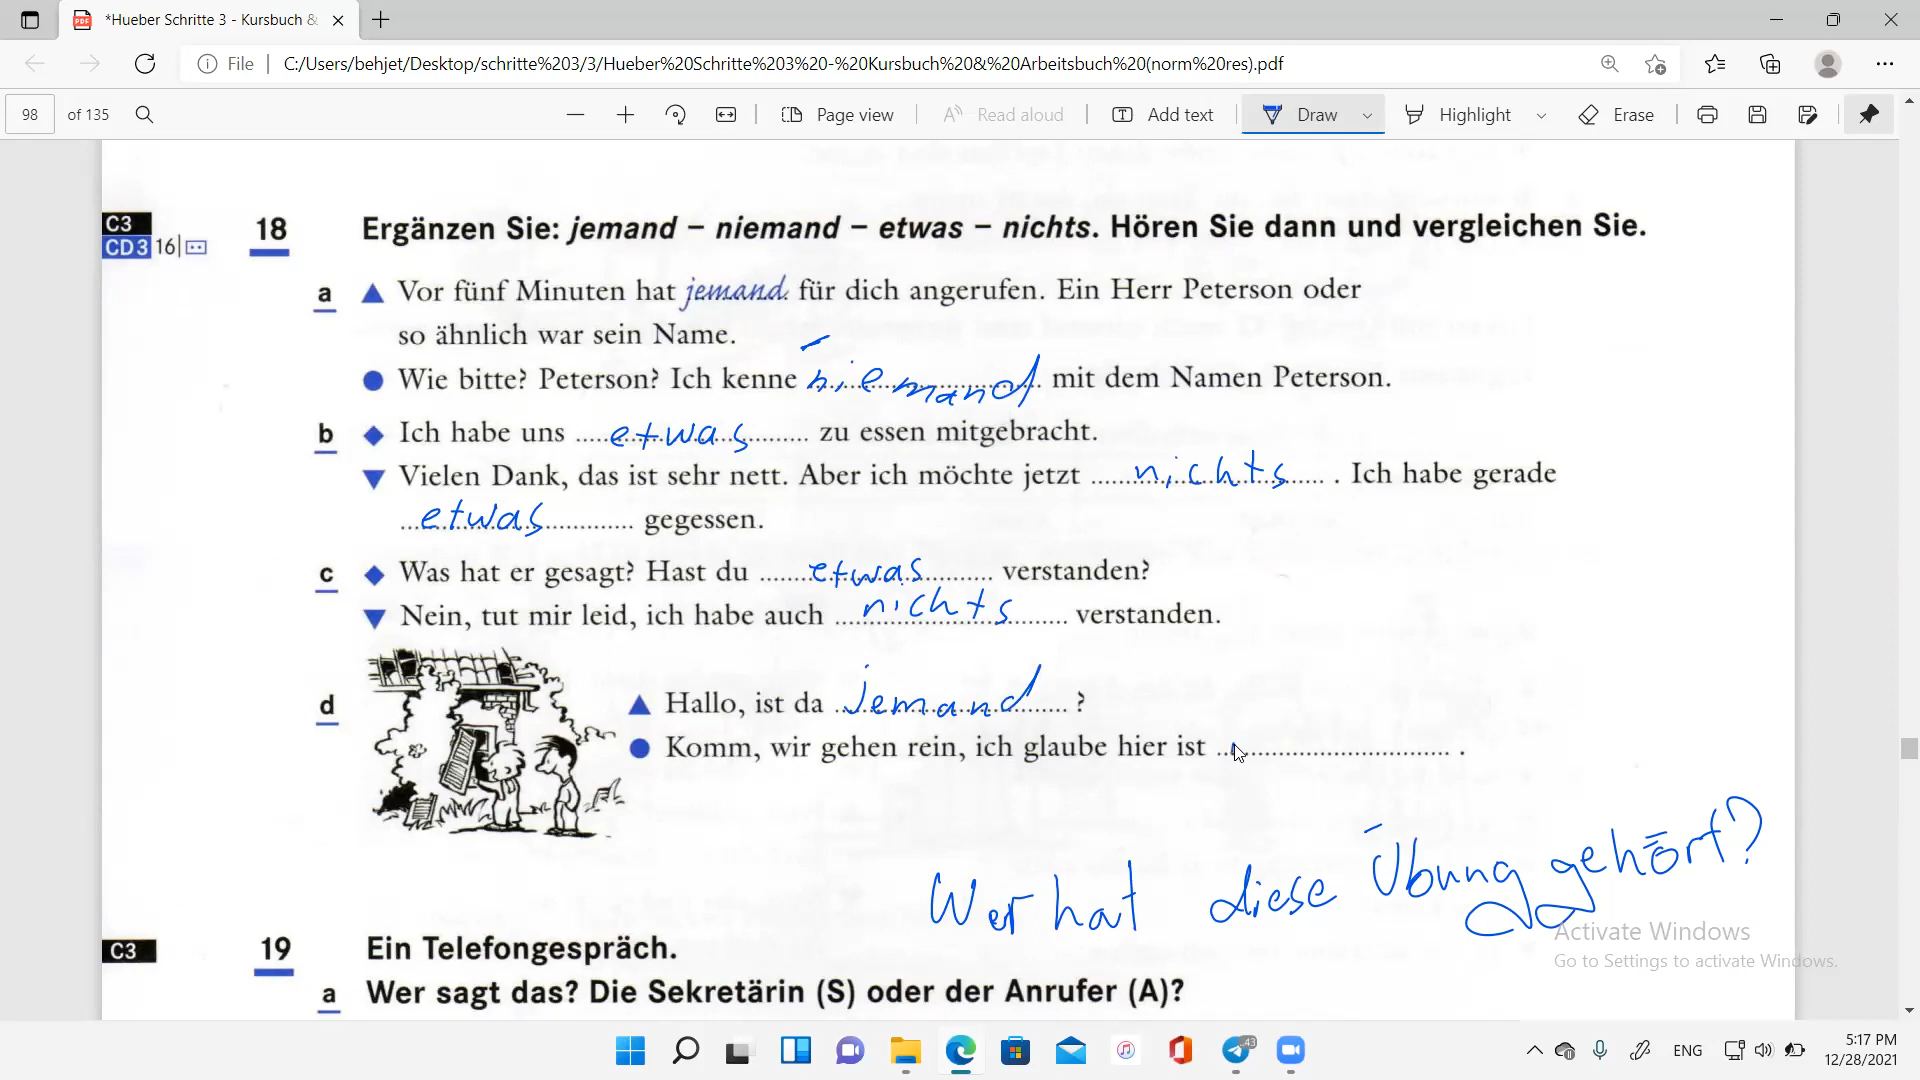 *Hueber Schritte 3 - Kursbuch &
File C:/Users/behjet/Desktop/schritte%203/3/Hueber%20Schritte%203%20-%20Kursbuch%20&%20Arbeitsbuch%20(norm%20res).pdf
98 of 135 Page view Read aloud Add text Draw Highlight Erase
C3
CD3 16
18 Ergänzen Sie: jemand – niemand – etwas – nichts. Hören Sie dann und vergleichen Sie.
a Vor fünf Minuten hat jemand. für dich angerufen. Ein Herr Peterson oder
so ähnlich war sein Name.
Wie bitte? Peterson? Ich kenne niemand mit dem Namen Peterson.
b Ich habe uns etwas zu essen mitgebracht.
Vielen Dank, das ist sehr nett. Aber ich möchte jetzt nichts . Ich habe gerade
etwas gegessen.
c Was hat er gesagt? Hast du etwas verstanden?
Nein, tut mir leid, ich habe auch nichts verstanden.
d Hallo, ist da jemand ?
Komm, wir gehen rein, ich glaube hier ist .............................. .
Wer hat diese Übung gehört?
Activate Windows
Go to Settings to activate Windows.
C3 19 Ein Telefongespräch.
a Wer sagt das? Die Sekretärin (S) oder der Anrufer (A)?
43
ENG
5:17 PM
12/28/2021